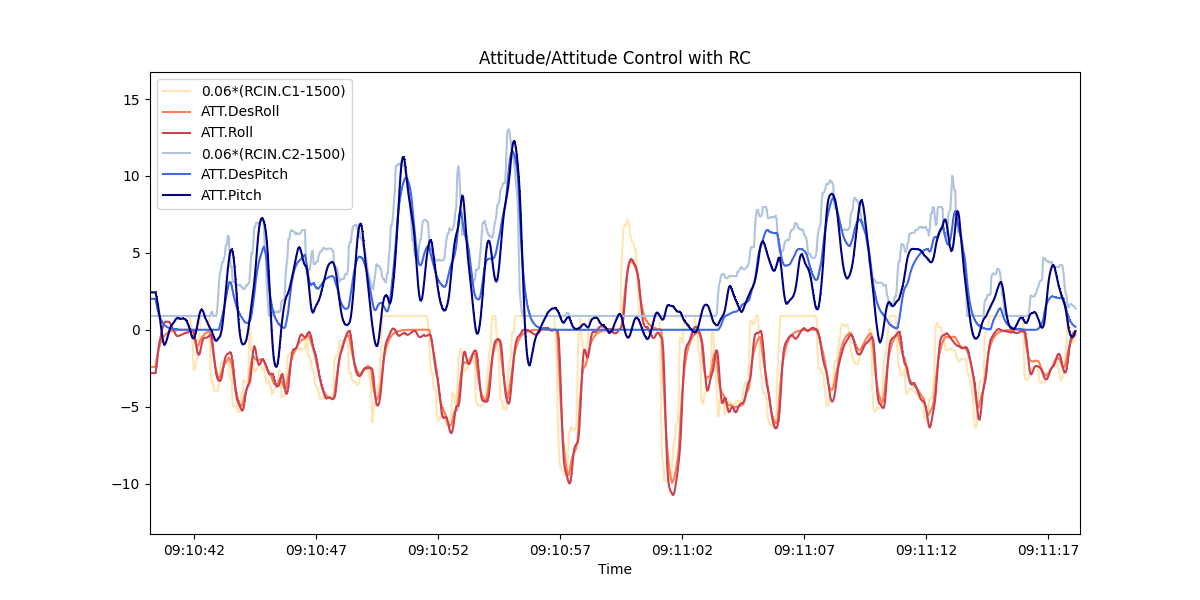 Attitude/Attitude Control with RC
0.06*(RCIN.C1-1500)
ATT.DesRoll
ATT.Roll
0.06*(RCIN.C2-1500)
ATT.DesPitch
ATT.Pitch
15
10
5
0
−5
−10
09:10:42 09:10:47 09:10:52 09:10:57 09:11:02 09:11:07 09:11:12 09:11:17
Time